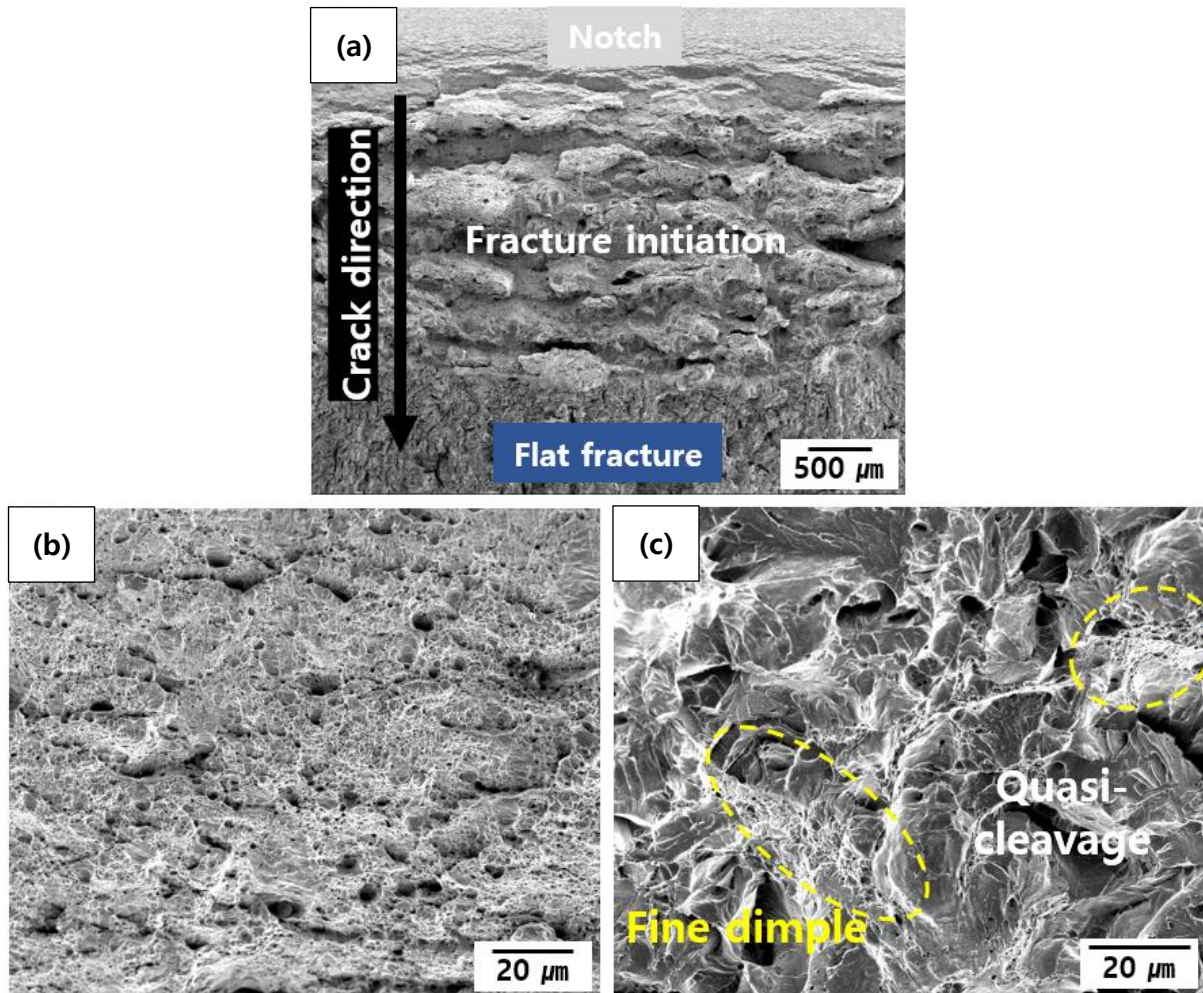 (a)
Notch
Crack direction
Fracture initiation
Flat fracture
500 μm
(b)
20 μm
(c)
Quasi-
cleavage
Fine dimple
20 μm